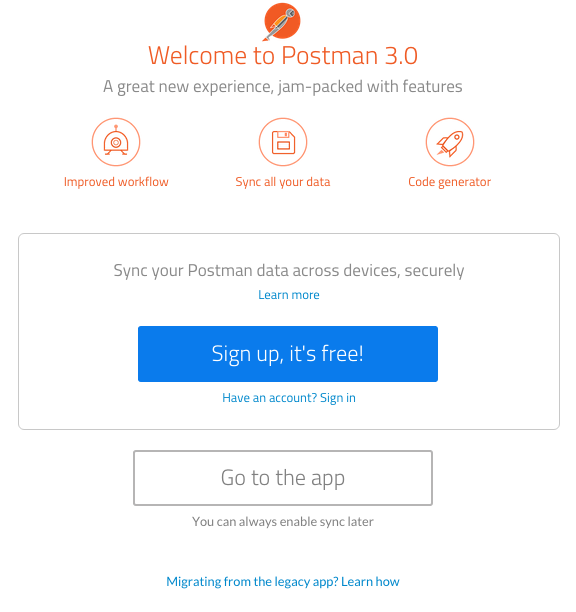 Welcome to Postman 3.0
A great new experience, jam-packed with features
Improved workflow
Sync all your data
Code generator
Sync your Postman data across devices, securely
Learn more
Sign up, it's free!
Have an account? Sign in
Go to the app
You can always enable sync later
Migrating from the legacy app? Learn how